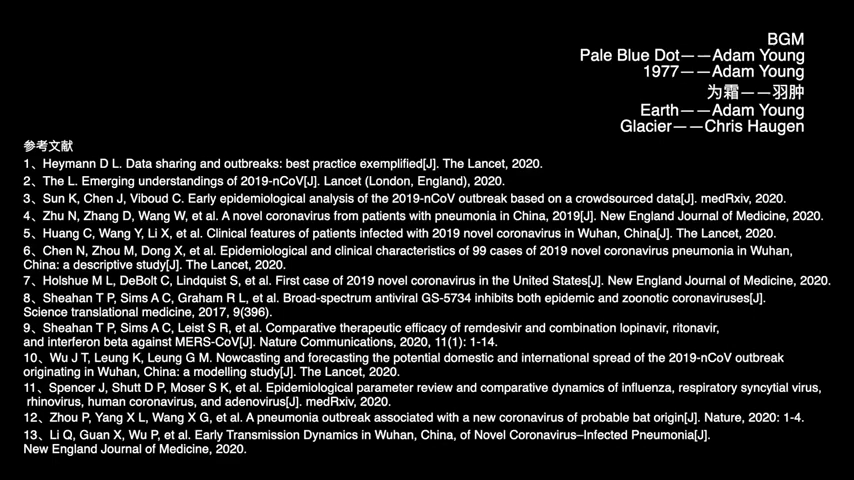 BGM
Pale Blue Dot——Adam Young
1977——Adam Young
为霜——羽肿
Earth——Adam Young
Glacier——Chris Haugen
参考文献
1、Heymann D L. Data sharing and outbreaks: best practice exemplified[J]. The Lancet, 2020.
2、The L. Emerging understandings of 2019-nCoV[J]. Lancet (London, England), 2020.
3、Sun K, Chen J, Viboud C. Early epidemiological analysis of the 2019-nCoV outbreak based on a crowdsourced data[J]. medRxiv, 2020.
4、Zhu N, Zhang D, Wang W, et al. A novel coronavirus from patients with pneumonia in China, 2019[J]. New England Journal of Medicine, 2020.
5、Huang C, Wang Y, Li X, et al. Clinical features of patients infected with 2019 novel coronavirus in Wuhan, China[J]. The Lancet, 2020.
6、Chen N, Zhou M, Dong X, et al. Epidemiological and clinical characteristics of 99 cases of 2019 novel coronavirus pneumonia in Wuhan,
China: a descriptive study[J]. The Lancet, 2020.
7、Holshue M L, DeBolt C, Lindquist S, et al. First case of 2019 novel coronavirus in the United States[J]. New England Journal of Medicine, 2020.
8、Sheahan T P, Sims A C, Graham R L, et al. Broad-spectrum antiviral GS-5734 inhibits both epidemic and zoonotic coronaviruses[J].
Science translational medicine, 2017, 9(396).
9、Sheahan T P, Sims A C, Leist S R, et al. Comparative therapeutic efficacy of remdesivir and combination lopinavir, ritonavir,
and interferon beta against MERS-CoV[J]. Nature Communications, 2020, 11(1): 1-14.
10、Wu J T, Leung K, Leung G M. Nowcasting and forecasting the potential domestic and international spread of the 2019-nCoV outbreak
originating in Wuhan, China: a modelling study[J]. The Lancet, 2020.
11、Spencer J, Shutt D P, Moser S K, et al. Epidemiological parameter review and comparative dynamics of influenza, respiratory syncytial virus,
rhinovirus, human coronavirus, and adenovirus[J]. medRxiv, 2020.
12、Zhou P, Yang X L, Wang X G, et al. A pneumonia outbreak associated with a new coronavirus of probable bat origin[J]. Nature, 2020: 1-4.
13、Li Q, Guan X, Wu P, et al. Early Transmission Dynamics in Wuhan, China, of Novel Coronavirus–Infected Pneumonia[J].
New England Journal of Medicine, 2020.